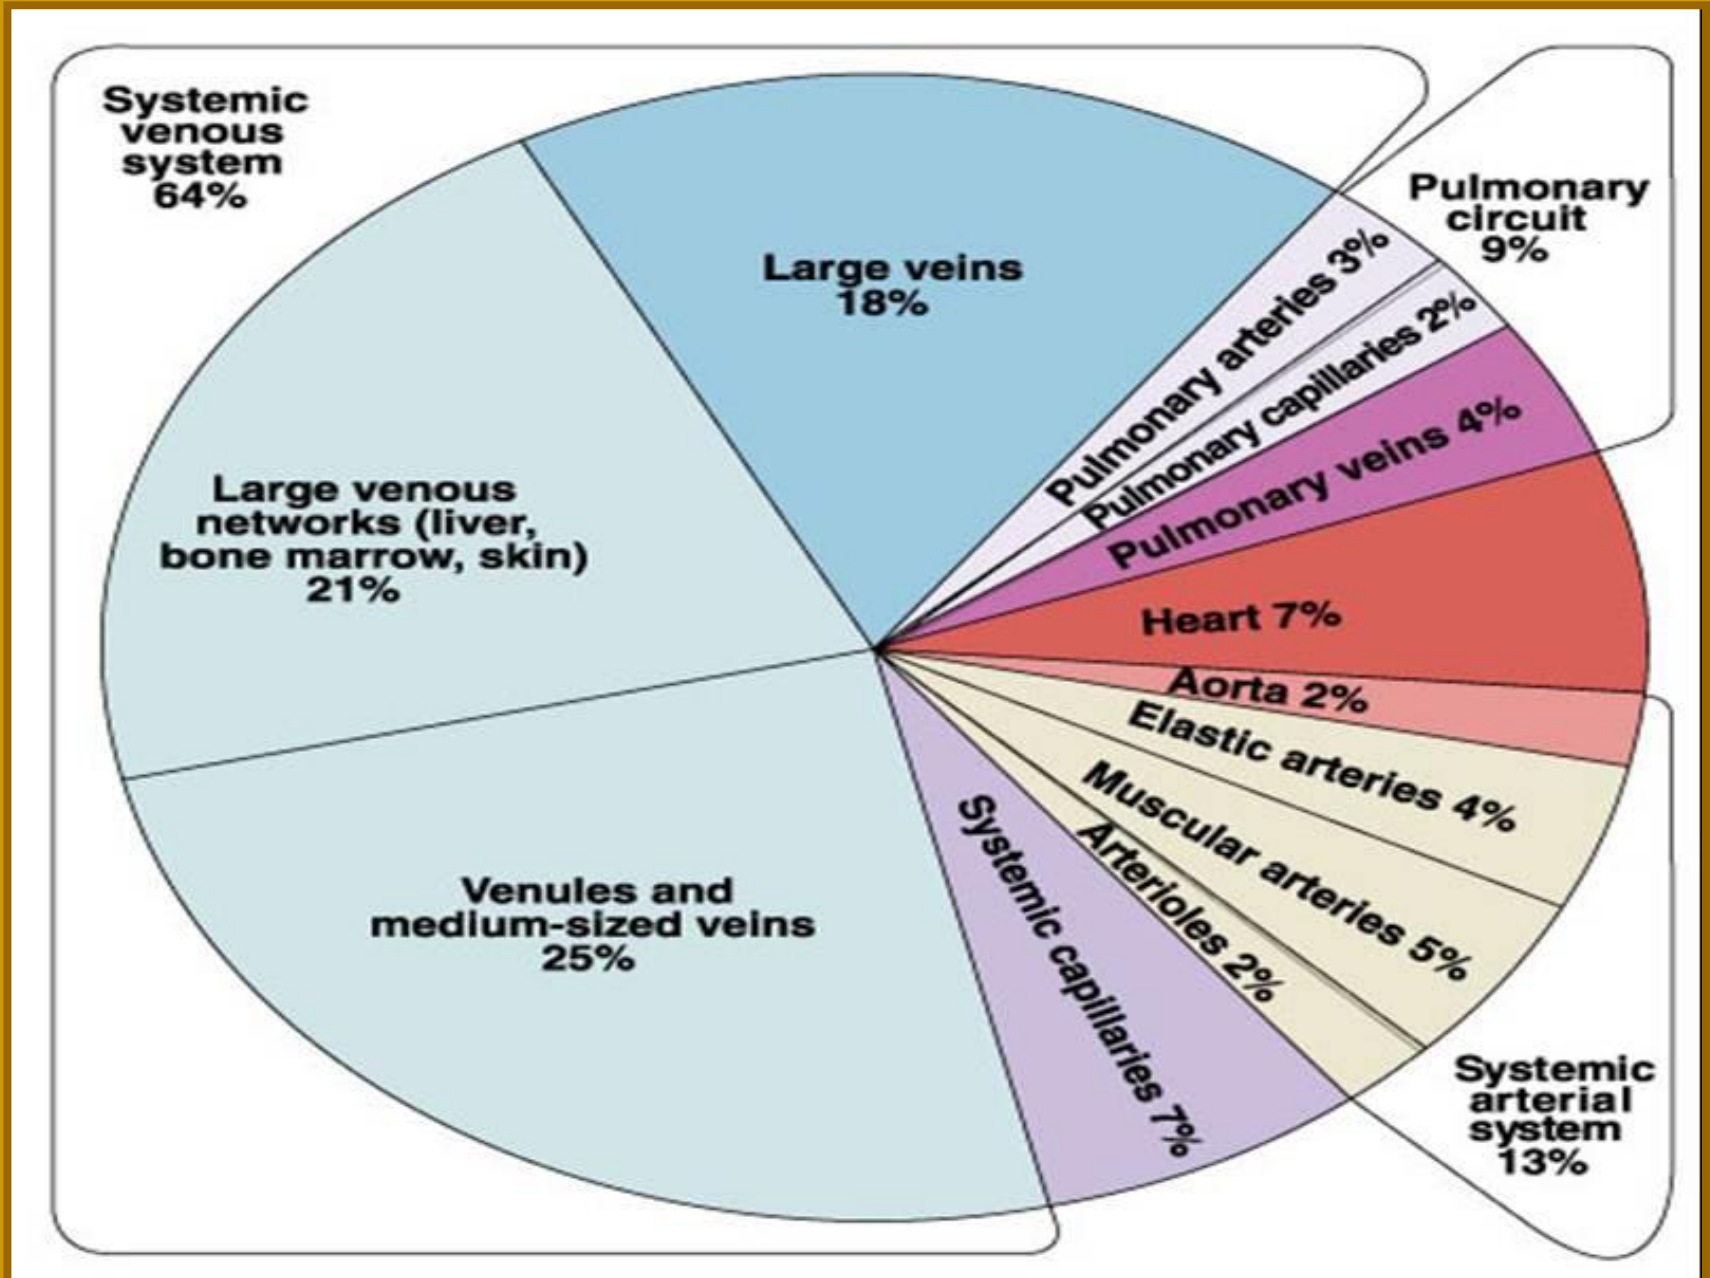 Systemic
venous
system
64%
Large veins
18%
Pulmonary
circuit
9%
Pulmonary arteries 3%
Pulmonary capillaries 2%
Pulmonary veins 4%
Large venous
networks (liver,
bone marrow, skin)
21%
Heart 7%
Aorta 2%
Elastic arteries 4%
Muscular arteries 5%
Arterioles 2%
Systemic capillaries 7%
Venules and
medium-sized veins
25%
Systemic
arterial
system
13%